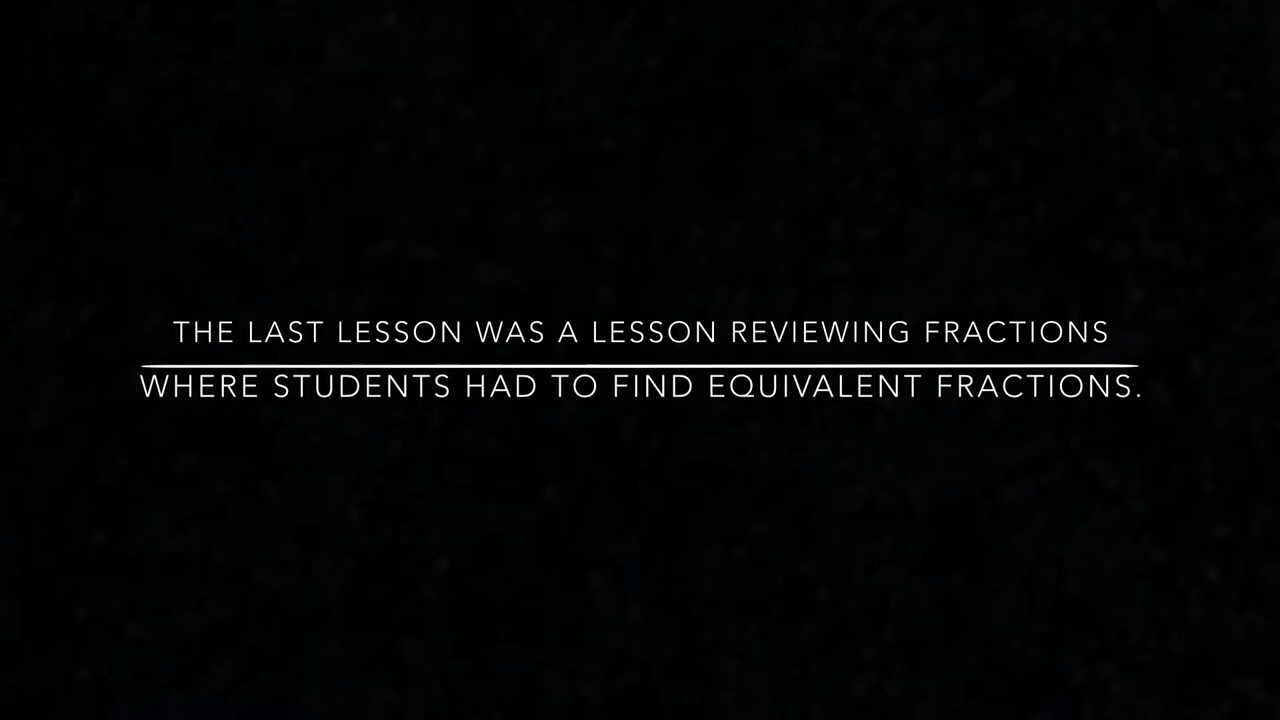 THE LAST LESSON WAS A LESSON REVIEWING FRACTIONS
WHERE STUDENTS HAD TO FIND EQUIVALENT FRACTIONS.